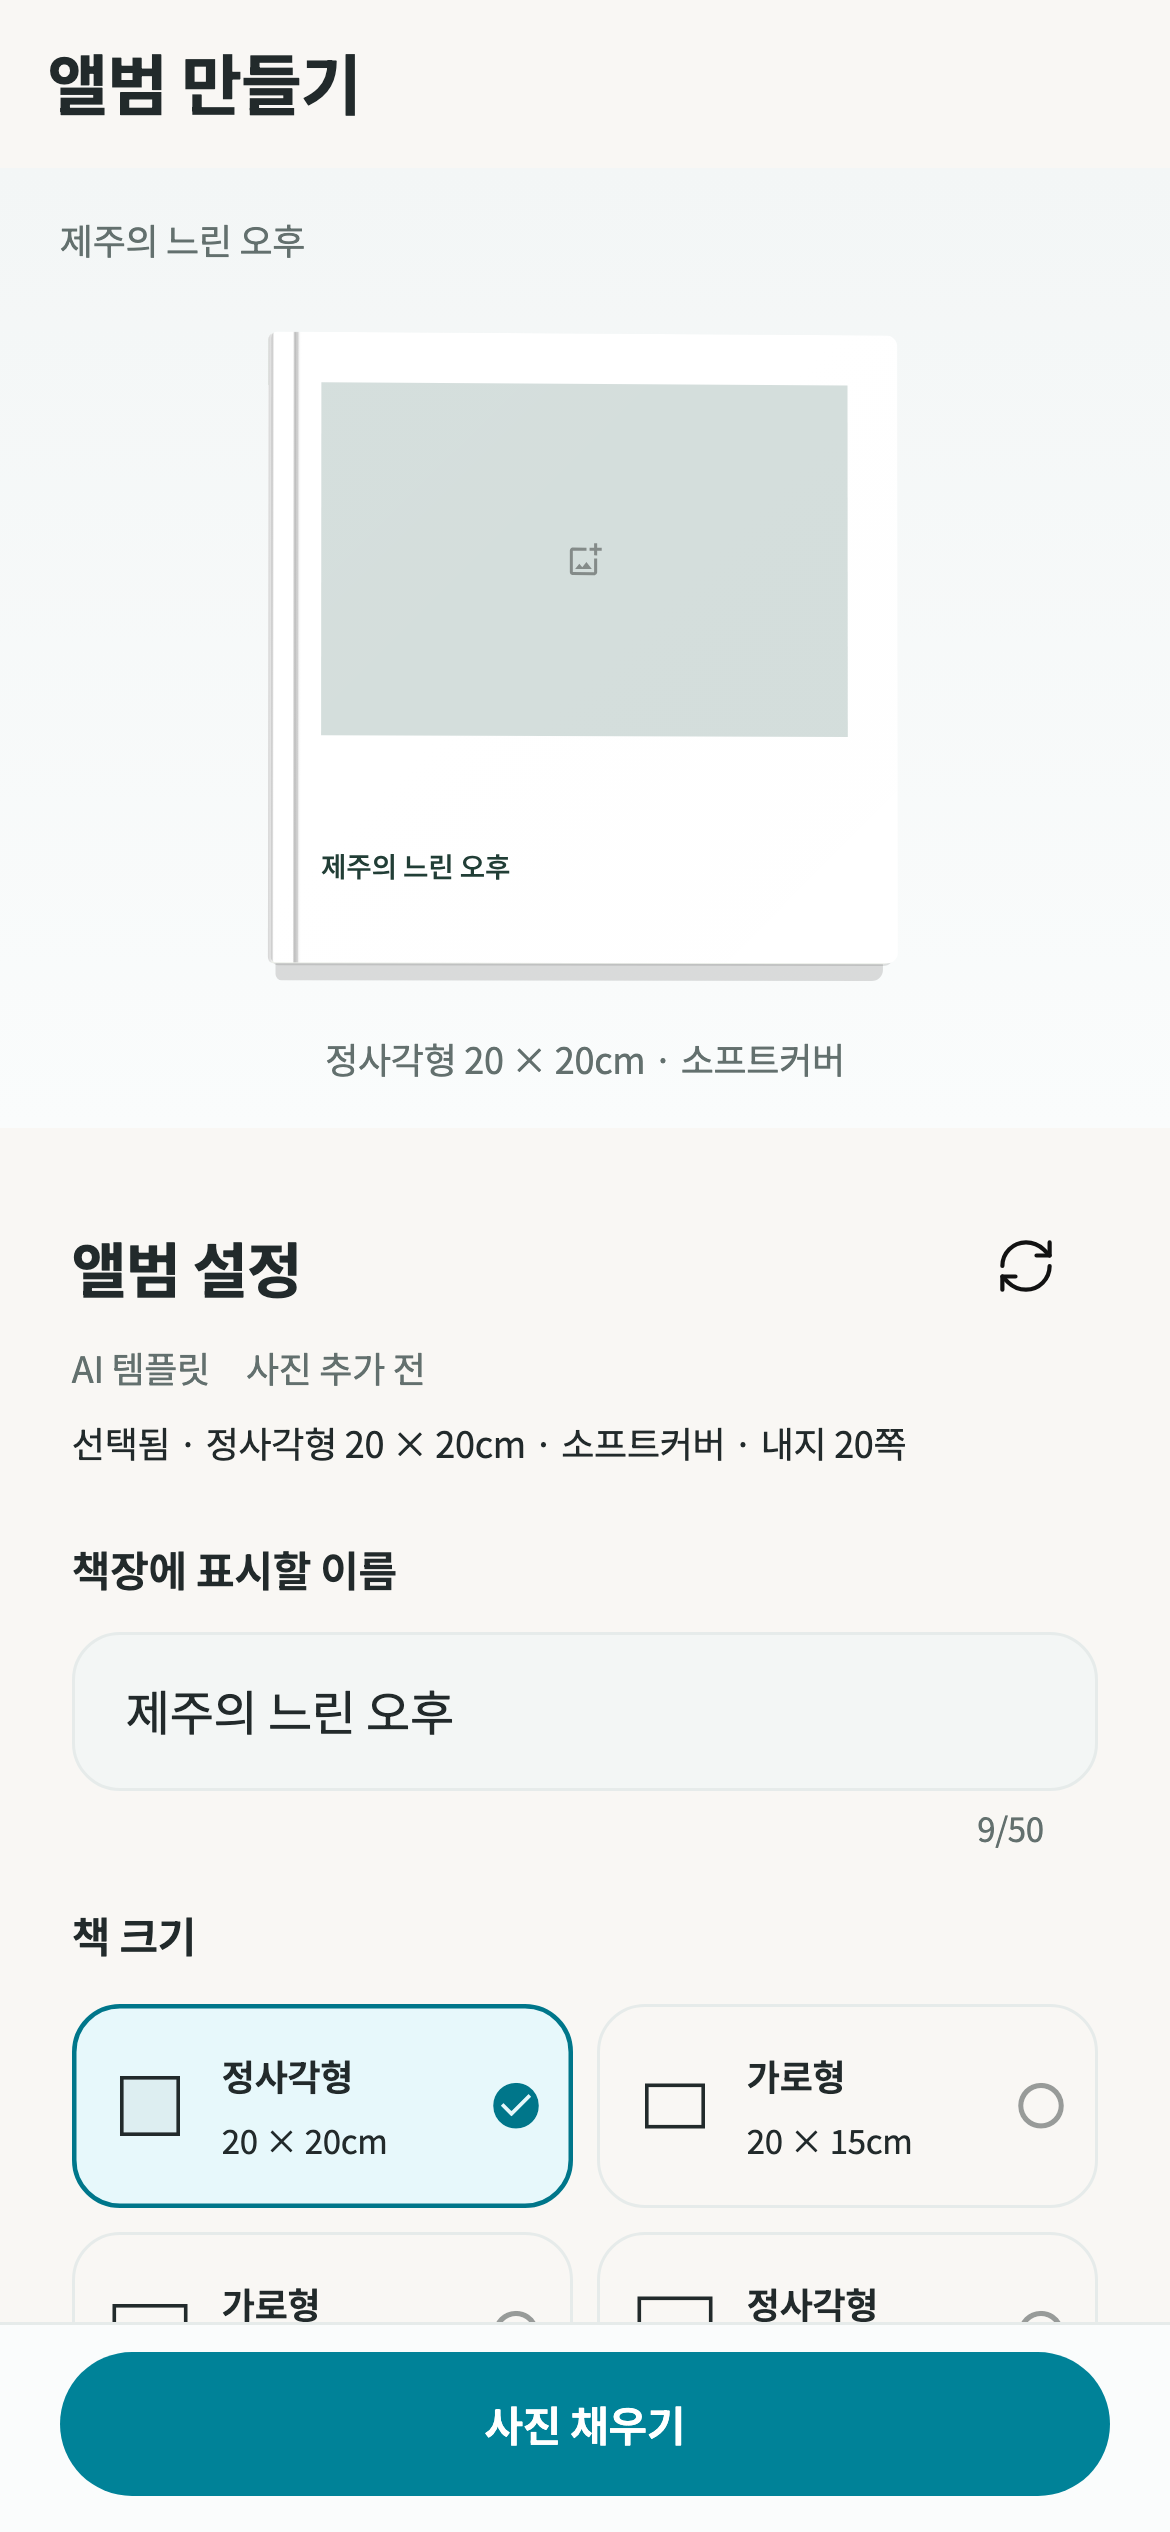 앨범 만들기
제주의 느린 오후
제주의 느린 오후
정사각형 20 × 20cm · 소프트커버
앨범 설정
AI 템플릿 사진 추가 전
선택됨 · 정사각형 20 × 20cm · 소프트커버 · 내지 20쪽
책장에 표시할 이름
제주의 느린 오후
9/50
책 크기
정사각형
20 × 20cm
가로형
20 × 15cm
가로형
정사각형
사진 채우기